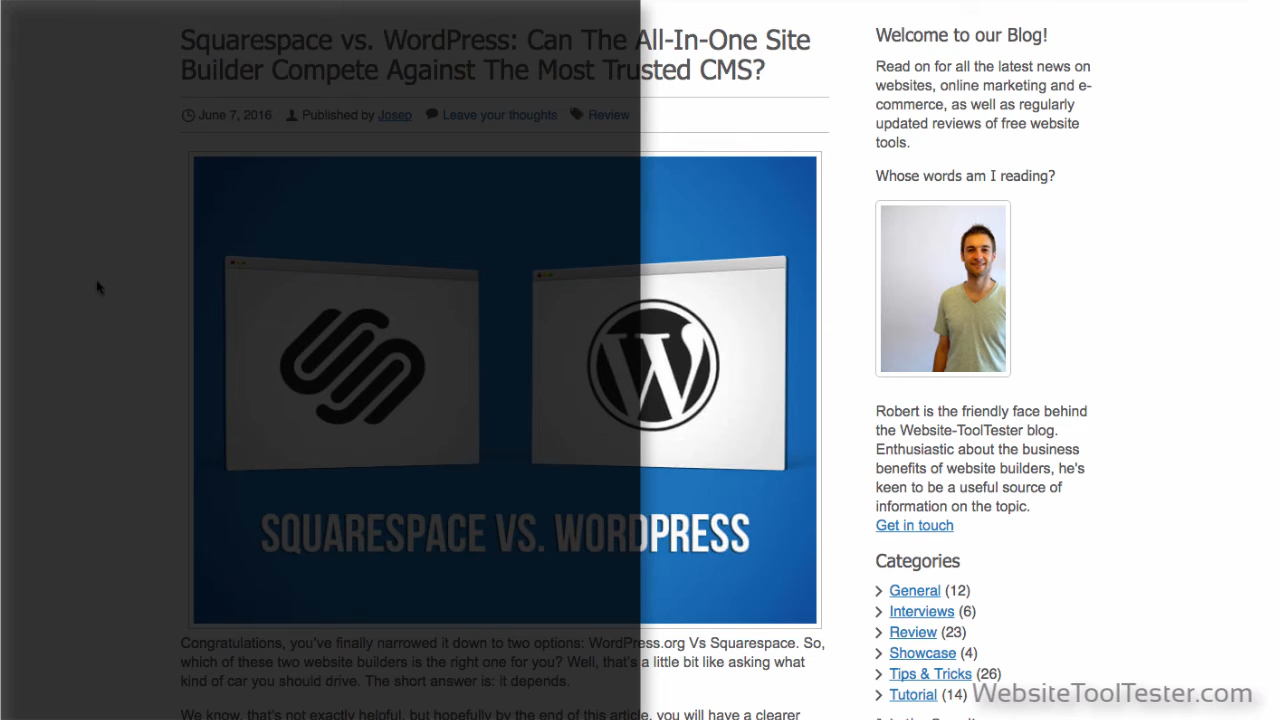 Squarespace vs. WordPress: Can The All-In-One Site
Builder Compete Against The Most Trusted CMS?
June 7, 2016 Published by Josep Leave your thoughts Review
SQUARESPACE VS. WORDPRESS
Congratulations, you've finally narrowed it down to two options: WordPress.org Vs Squarespace. So,
which of these two website builders is the right one for you? Well, that's a little bit like asking what
kind of car you should drive. The short answer is: it depends.
We know, that's not exactly helpful, but hopefully by the end of this article, you will have a clearer
Welcome to our Blog!
Read on for all the latest news on
websites, online marketing and e-
commerce, as well as regularly
updated reviews of free website
tools.
Whose words am I reading?
Robert is the friendly face behind
the Website-ToolTester blog.
Enthusiastic about the business
benefits of website builders, he's
keen to be a useful source of
information on the topic.
Get in touch
Categories
General (12)
Interviews (6)
Review (23)
Showcase (4)
Tips & Tricks (26)
Tutorial (14)
WebsiteToolTester.com